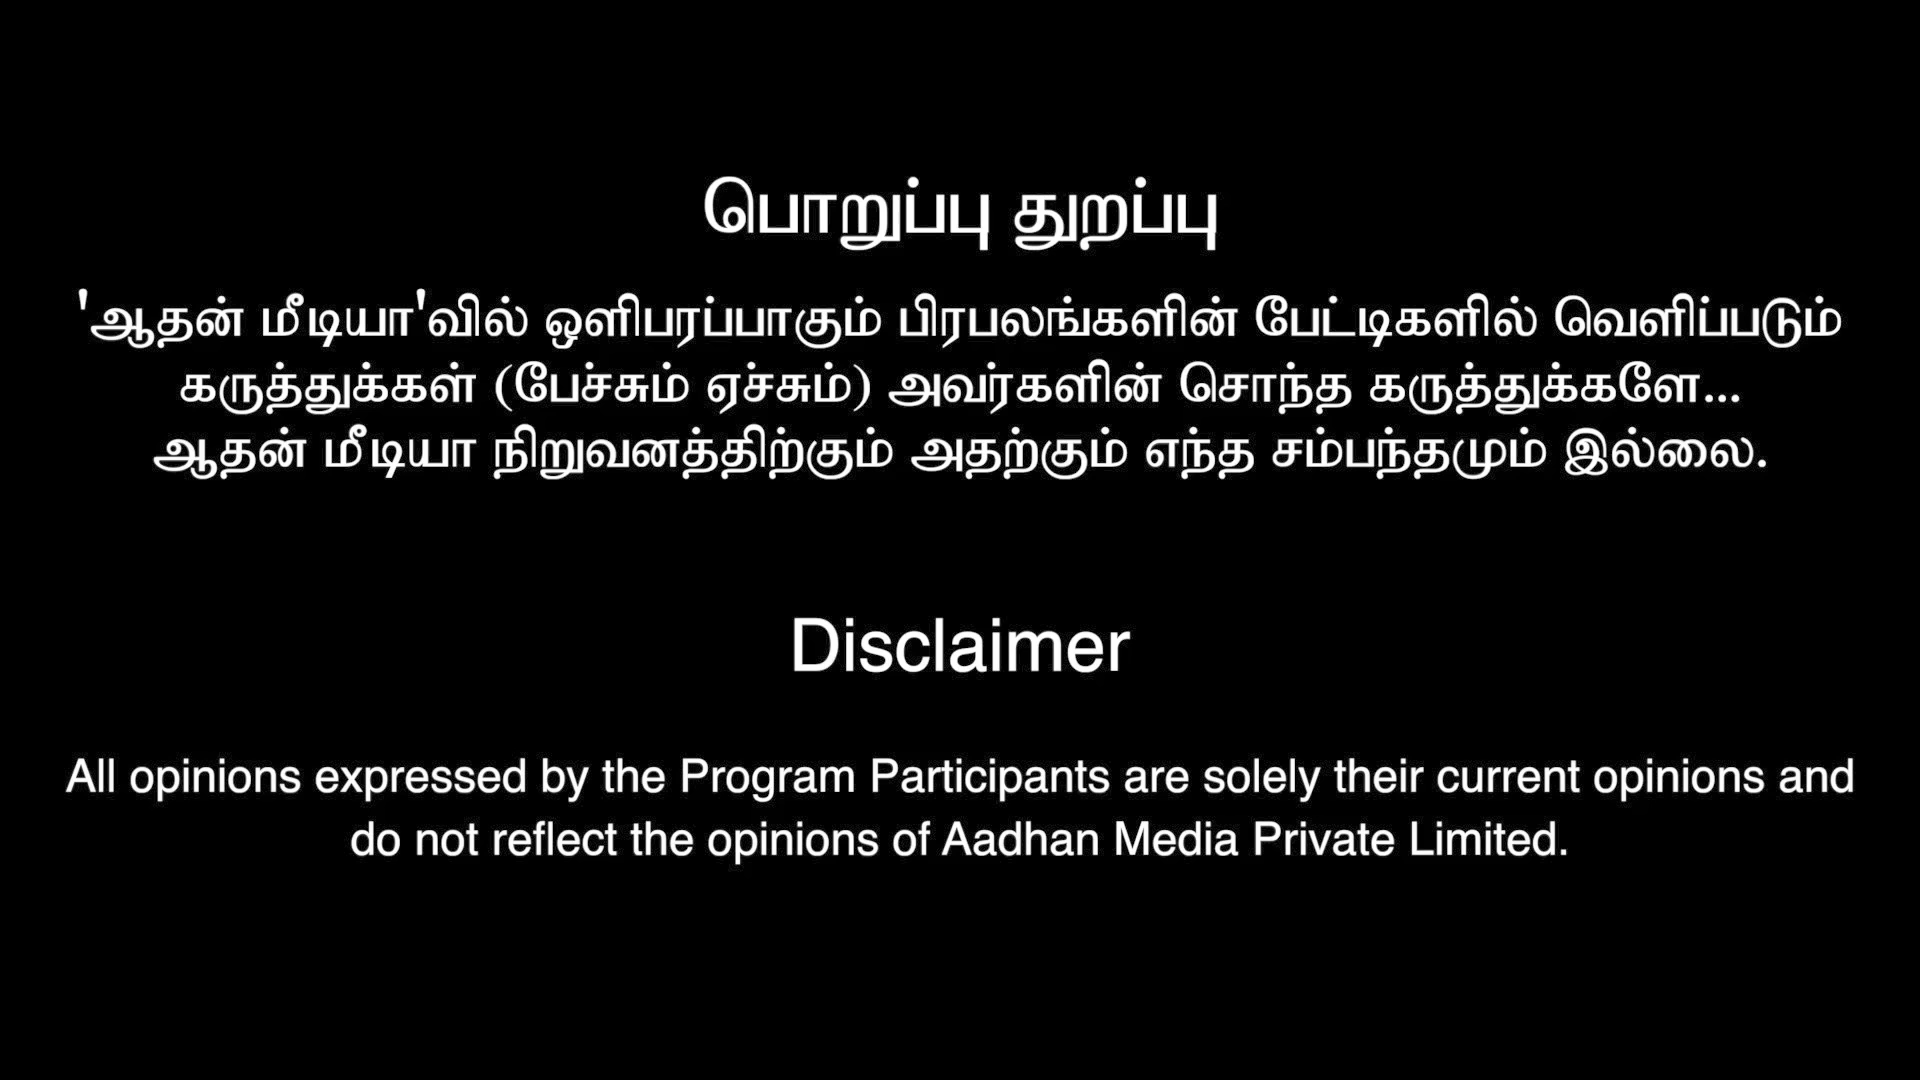 பொறுப்பு துறப்பு
'ஆதன் மீடியா'வில் ஒளிபரப்பாகும் பிரபலங்களின் பேட்டிகளில் வெளிப்படும்
கருத்துக்கள் (பேச்சும் ஏச்சும்) அவர்களின் சொந்த கருத்துக்களே...
ஆதன் மீடியா நிறுவனத்திற்கும் அதற்கும் எந்த சம்பந்தமும் இல்லை.
Disclaimer
All opinions expressed by the Program Participants are solely their current opinions and
do not reflect the opinions of Aadhan Media Private Limited.